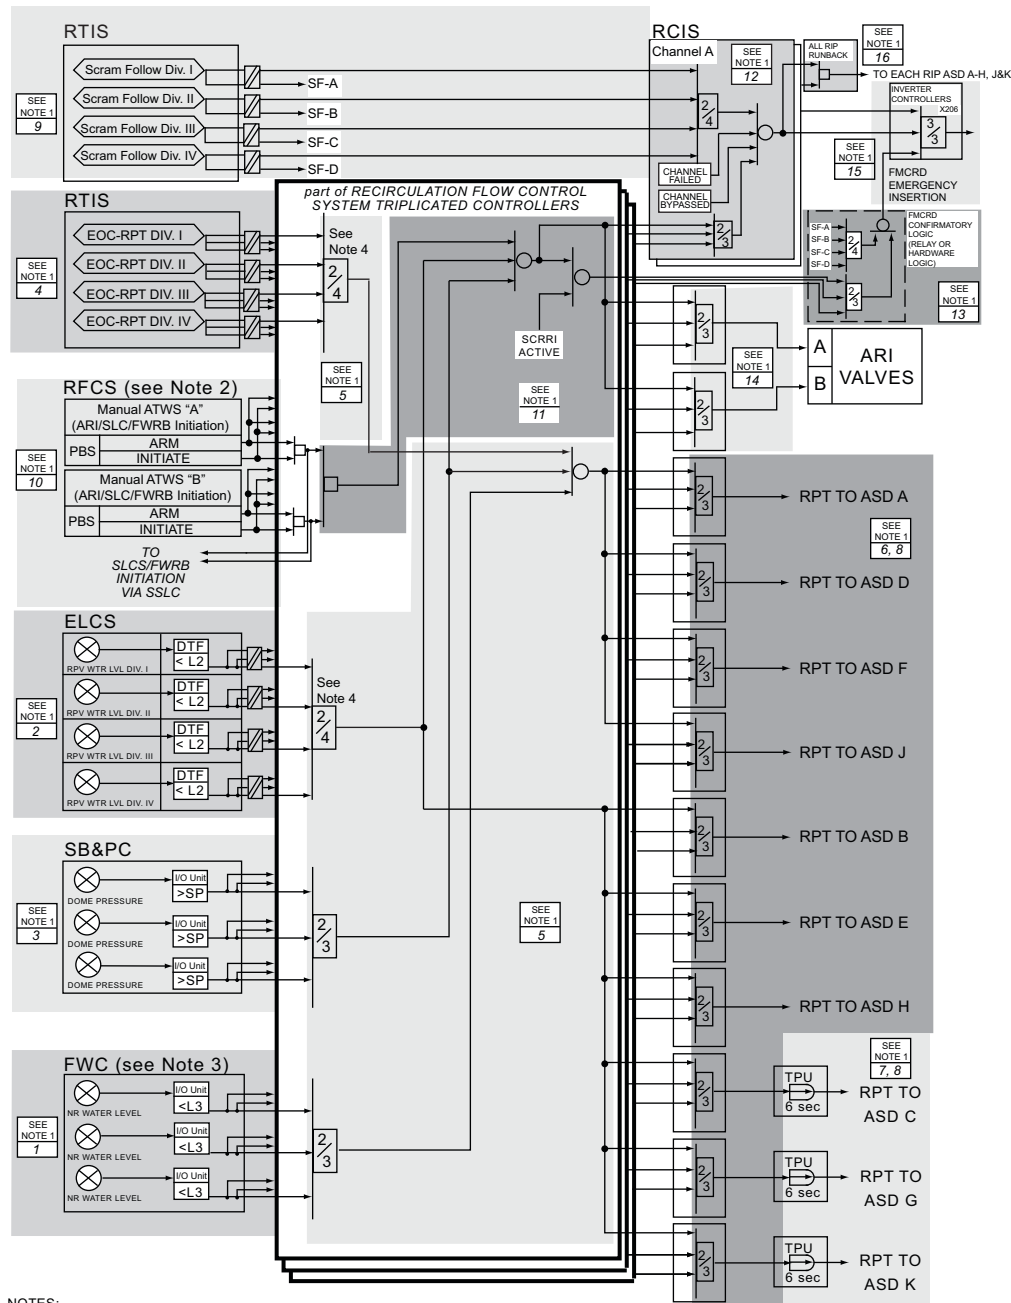 RTIS
Scram Follow Div. I
Scram Follow Div. II
Scram Follow Div. III
Scram Follow Div. IV
SEE
NOTE 1
9
SF-A
SF-B
SF-C
SF-D
RCIS
Channel A
SEE
NOTE 1
12
2/4
CHANNEL
FAILED
CHANNEL
BYPASSED
2/3
ALL RIP
RUNBACK
SEE
NOTE 1
16
TO EACH RIP ASD A-H, J&K
INVERTER
CONTROLLERS
X206
3/3
SEE
NOTE 1
15
FMCRD
EMERGENCY
INSERTION
SF-A
SF-B
SF-C
SF-D
2/4
2/3
FMCRD
CONFIRMATORY
LOGIC
(RELAY OR
HARDWARE
LOGIC)
SEE
NOTE 1
13
part of RECIRCULATION FLOW CONTROL
SYSTEM TRIPLICATED CONTROLLERS
RTIS
EOC-RPT DIV. I
EOC-RPT DIV. II
EOC-RPT DIV. III
EOC-RPT DIV. IV
SEE
NOTE 1
4
See
Note 4
2/4
SEE
NOTE 1
5
SCRRI
ACTIVE
SEE
NOTE 1
11
2/3
2/3
SEE
NOTE 1
14
A
B
ARI
VALVES
RFCS (see Note 2)
Manual ATWS “A”
(ARI/SLC/FWRB Initiation)
PBS
ARM
INITIATE
Manual ATWS “B”
(ARI/SLC/FWRB Initiation)
PBS
ARM
INITIATE
SEE
NOTE 1
10
TO
SLCS/FWRB
INITIATION
VIA SSLC
ELCS
RPV WTR LVL DIV. I
DTF
< L2
RPV WTR LVL DIV. II
DTF
< L2
RPV WTR LVL DIV. III
DTF
< L2
RPV WTR LVL DIV. IV
DTF
< L2
SEE
NOTE 1
2
See
Note 4
2/4
SB&PC
DOME PRESSURE
I/O Unit
>SP
DOME PRESSURE
I/O Unit
>SP
DOME PRESSURE
I/O Unit
>SP
SEE
NOTE 1
3
2/3
SEE
NOTE 1
5
FWC (see Note 3)
NR WATER LEVEL
I/O Unit
<L3
NR WATER LEVEL
I/O Unit
<L3
NR WATER LEVEL
I/O Unit
<L3
SEE
NOTE 1
1
2/3
2/3
RPT TO ASD A
SEE
NOTE 1
6, 8
2/3
RPT TO ASD D
2/3
RPT TO ASD F
2/3
RPT TO ASD J
2/3
RPT TO ASD B
2/3
RPT TO ASD E
2/3
RPT TO ASD H
SEE
NOTE 1
7, 8
2/3
TPU
6 sec
RPT TO
ASD C
2/3
TPU
6 sec
RPT TO
ASD G
2/3
TPU
6 sec
RPT TO
ASD K
NOTES: